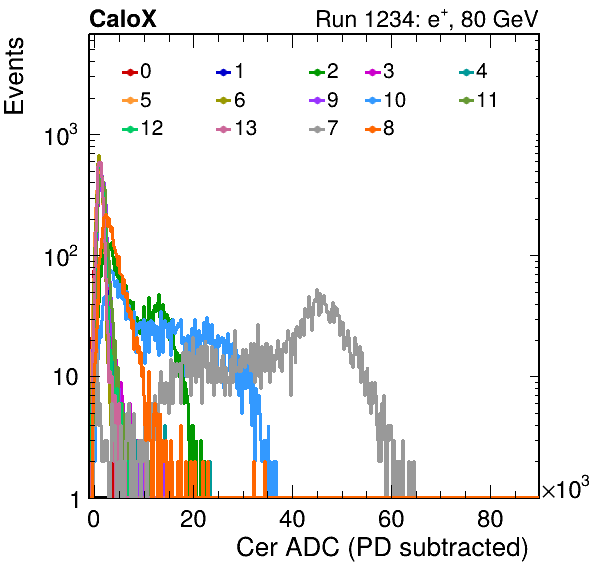 CaloX Run 1234: e⁺, 80 GeV
Events
0 1 2 3 4
5 6 9 10 11
12 13 7 8
10³
10²
10
1
0 20 40 60 80 ×10³
Cer ADC (PD subtracted)